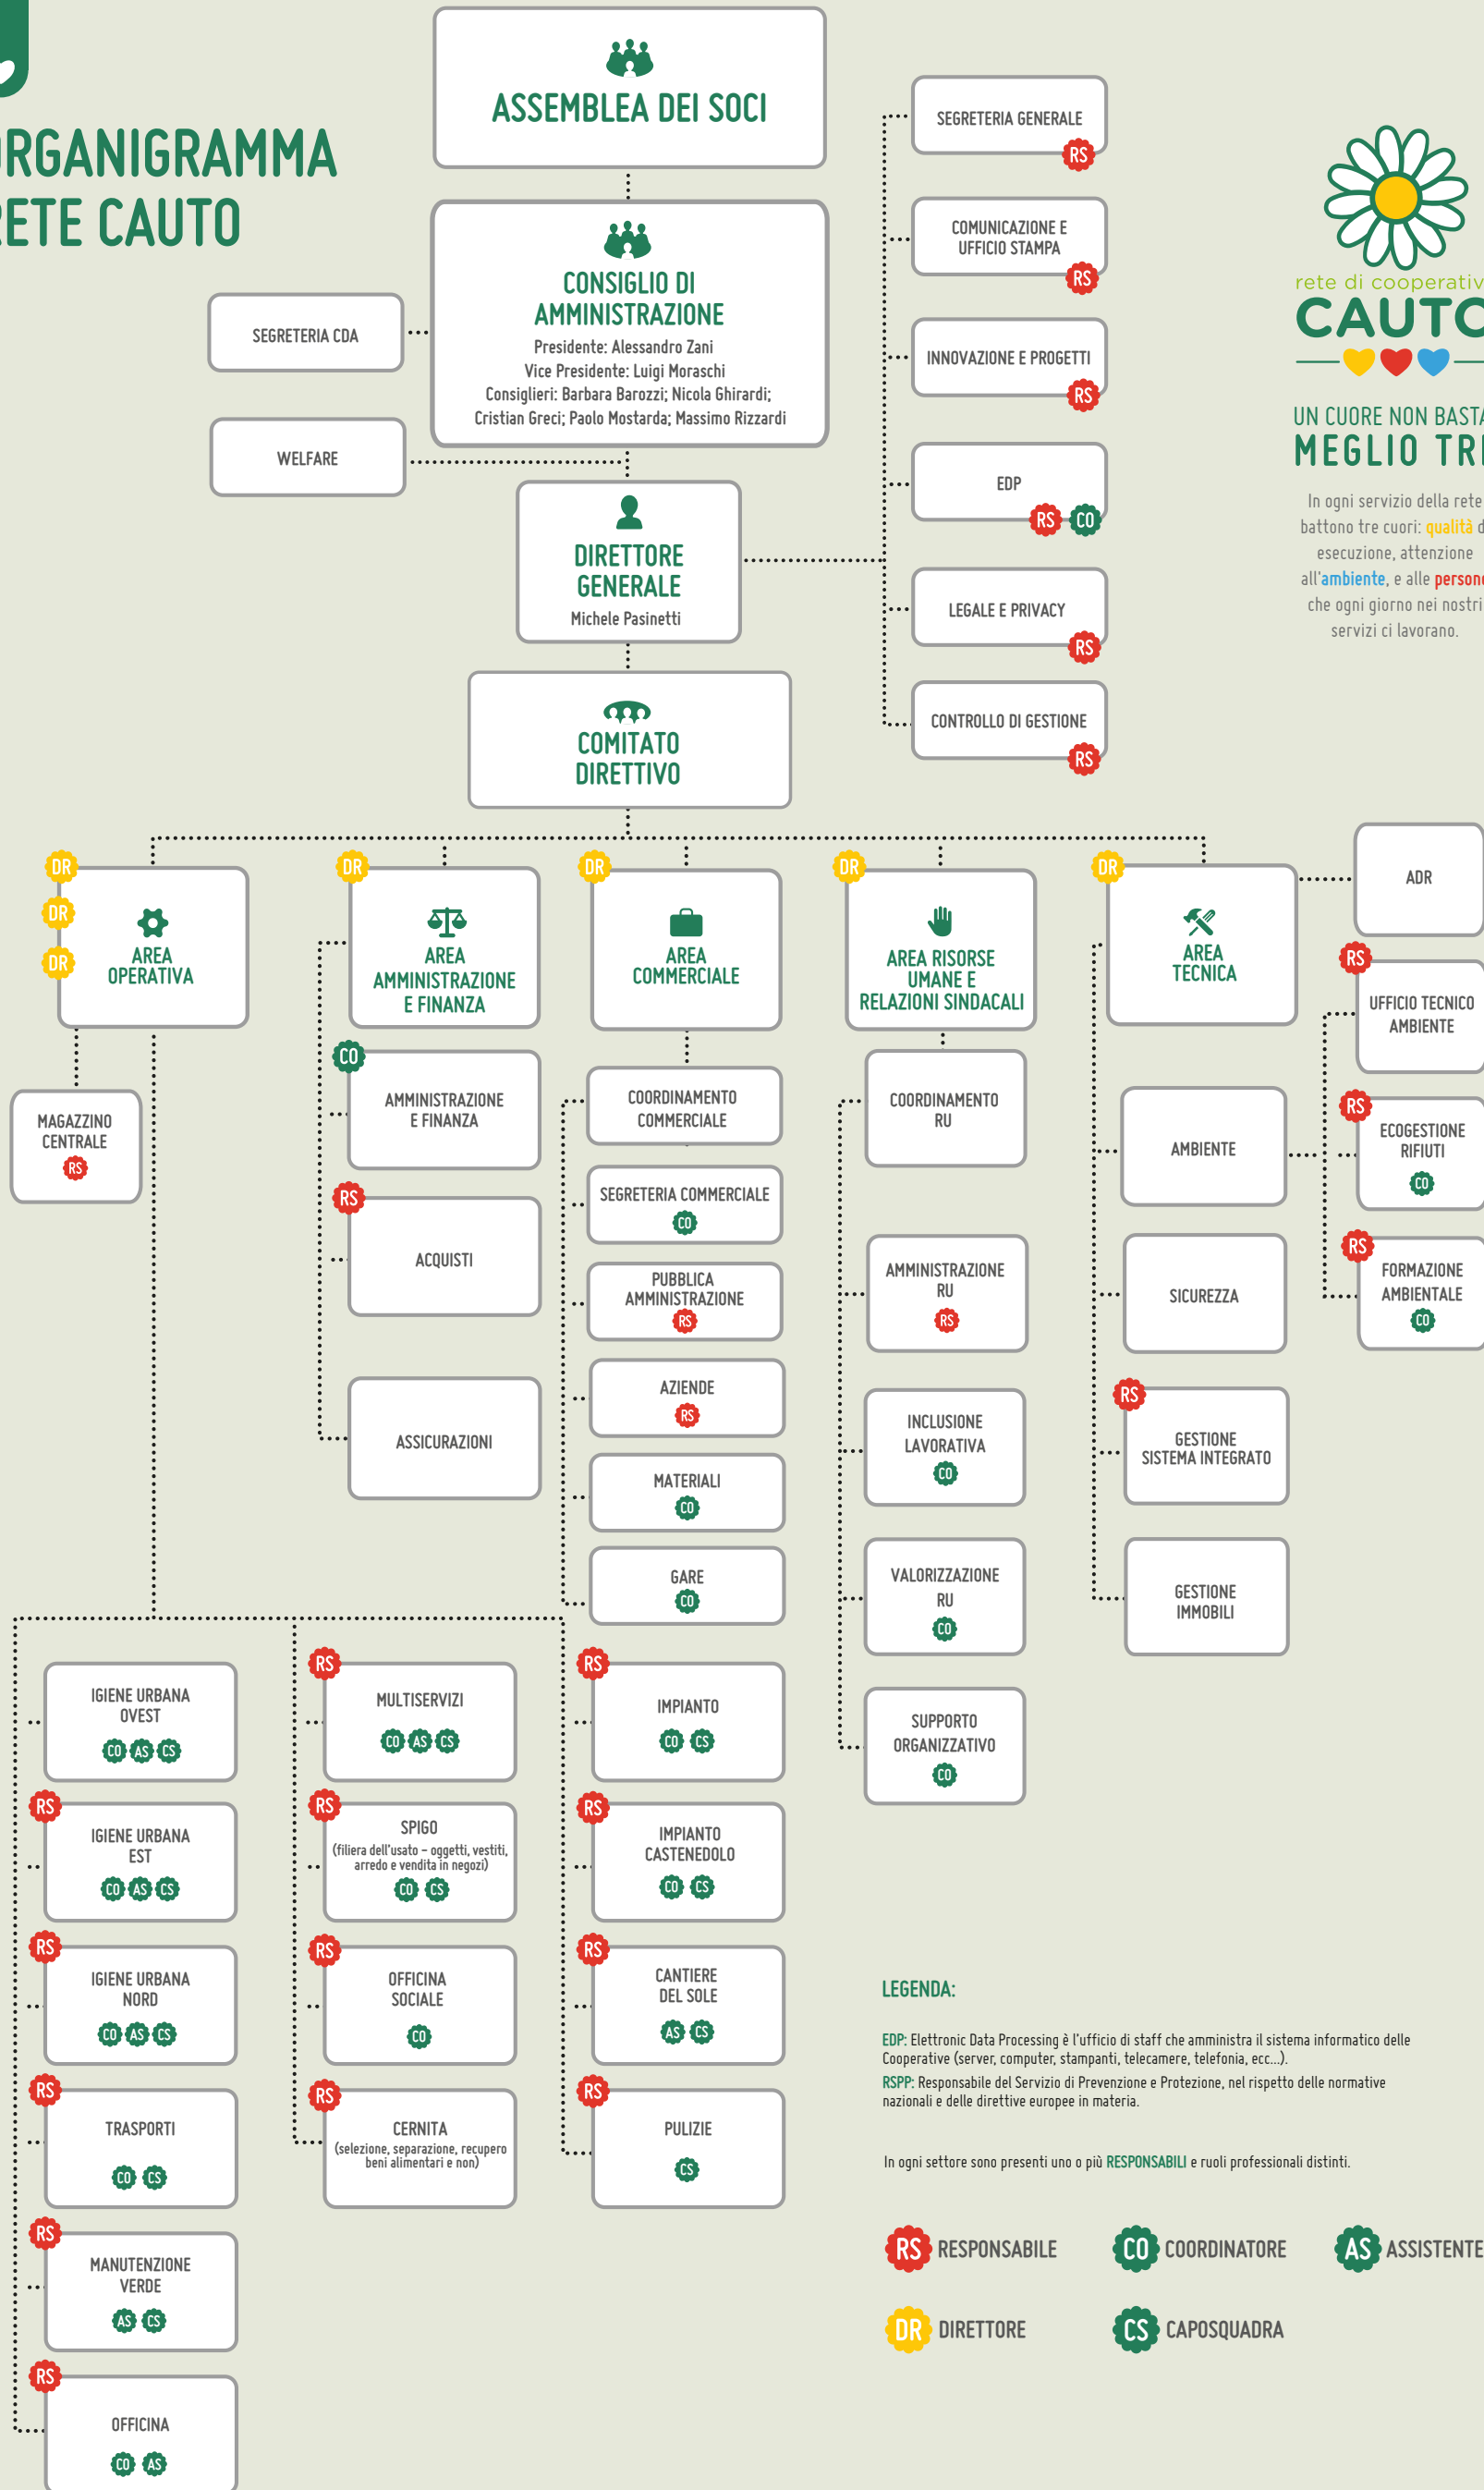 ASSEMBLEA DEI SOCI
RGANIGRAMMA
ETE CAUTO
CONSIGLIO DI
AMMINISTRAZIONE
Presidente: Alessandro Zani
Vice Presidente: Luigi Moraschi
Consiglieri: Barbara Barozzi; Nicola Ghirardi;
Cristian Greci; Paolo Mostarda; Massimo Rizzardi
SEGRETERIA CDA
WELFARE
DIRETTORE
GENERALE
Michele Pasinetti
COMITATO
DIRETTIVO
SEGRETERIA GENERALE
RS
COMUNICAZIONE E
UFFICIO STAMPA
RS
INNOVAZIONE E PROGETTI
RS
EDP
RS CO
LEGALE E PRIVACY
RS
CONTROLLO DI GESTIONE
RS
rete di cooperativ
CAUTO
UN CUORE NON BASTA
MEGLIO TRE
In ogni servizio della rete
battono tre cuori: qualità d
esecuzione, attenzione
all'ambiente, e alle persone
che ogni giorno nei nostri
servizi ci lavorano.
DR
DR
DR
AREA
OPERATIVA
MAGAZZINO
CENTRALE
RS
DR
AREA
AMMINISTRAZIONE
E FINANZA
CO
AMMINISTRAZIONE
E FINANZA
RS
ACQUISTI
ASSICURAZIONI
DR
AREA
COMMERCIALE
COORDINAMENTO
COMMERCIALE
SEGRETERIA COMMERCIALE
CO
PUBBLICA
AMMINISTRAZIONE
RS
AZIENDE
RS
MATERIALI
CO
GARE
CO
DR
AREA RISORSE
UMANE E
RELAZIONI SINDACALI
COORDINAMENTO
RU
AMMINISTRAZIONE
RU
RS
INCLUSIONE
LAVORATIVA
CO
VALORIZZAZIONE
RU
CO
SUPPORTO
ORGANIZZATIVO
CO
DR
AREA
TECNICA
AMBIENTE
SICUREZZA
RS
GESTIONE
SISTEMA INTEGRATO
GESTIONE
IMMOBILI
ADR
RS
UFFICIO TECNICO
AMBIENTE
RS
ECOGESTIONE
RIFIUTI
CO
RS
FORMAZIONE
AMBIENTALE
CO
IGIENE URBANA
OVEST
CO AS CS
RS
IGIENE URBANA
EST
CO AS CS
RS
IGIENE URBANA
NORD
CO AS CS
RS
TRASPORTI
CO CS
RS
MANUTENZIONE
VERDE
AS CS
RS
OFFICINA
CO AS
RS
MULTISERVIZI
CO AS CS
RS
SPIGO
(filiera dell'usato - oggetti, vestiti,
arredo e vendita in negozi)
CO CS
RS
OFFICINA
SOCIALE
CO
RS
CERNITA
(selezione, separazione, recupero
beni alimentari e non)
RS
IMPIANTO
CO CS
RS
IMPIANTO
CASTENEDOLO
CO CS
RS
CANTIERE
DEL SOLE
AS CS
RS
PULIZIE
CS
LEGENDA:
EDP: Elettronic Data Processing è l'ufficio di staff che amministra il sistema informatico delle
Cooperative (server, computer, stampanti, telecamere, telefonia, ecc...).
RSPP: Responsabile del Servizio di Prevenzione e Protezione, nel rispetto delle normative
nazionali e delle direttive europee in materia.
In ogni settore sono presenti uno o più RESPONSABILI e ruoli professionali distinti.
RS RESPONSABILE
CO COORDINATORE
AS ASSISTENTE
DR DIRETTORE
CS CAPOSQUADRA